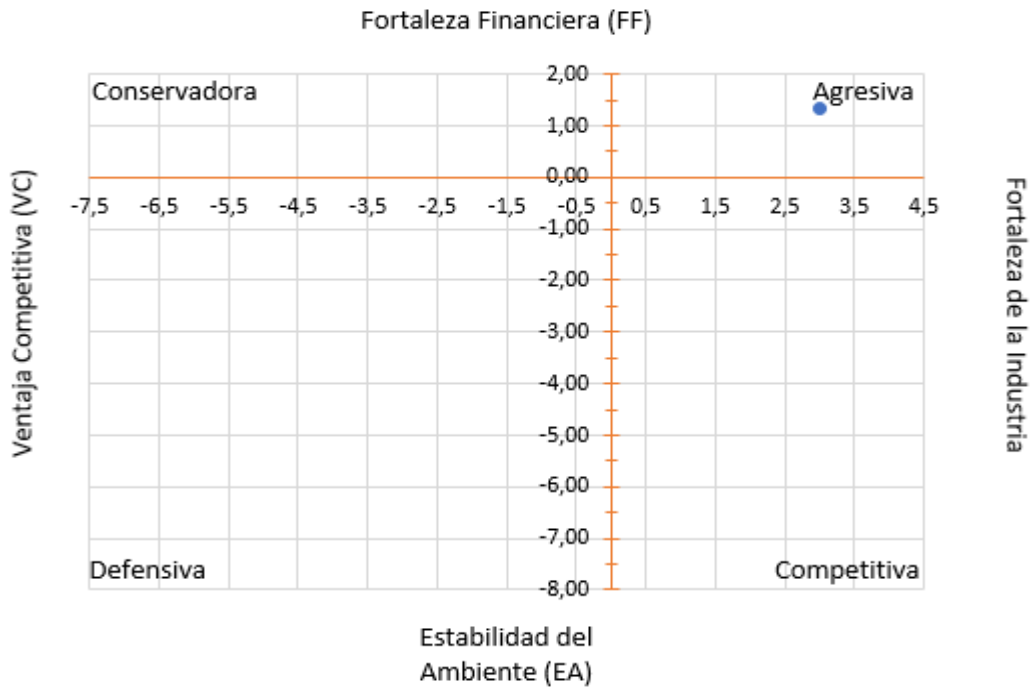 Fortaleza Financiera (FF)
Conservadora
Agresiva
2,00
1,00
0,00
-7,5 -6,5 -5,5 -4,5 -3,5 -2,5 -1,5 -0,5 0,5 1,5 2,5 3,5 4,5
-1,00
-2,00
-3,00
-4,00
-5,00
-6,00
-7,00
-8,00
Ventaja Competitiva (VC)
Fortaleza de la Industria
Defensiva
Competitiva
Estabilidad del
Ambiente (EA)